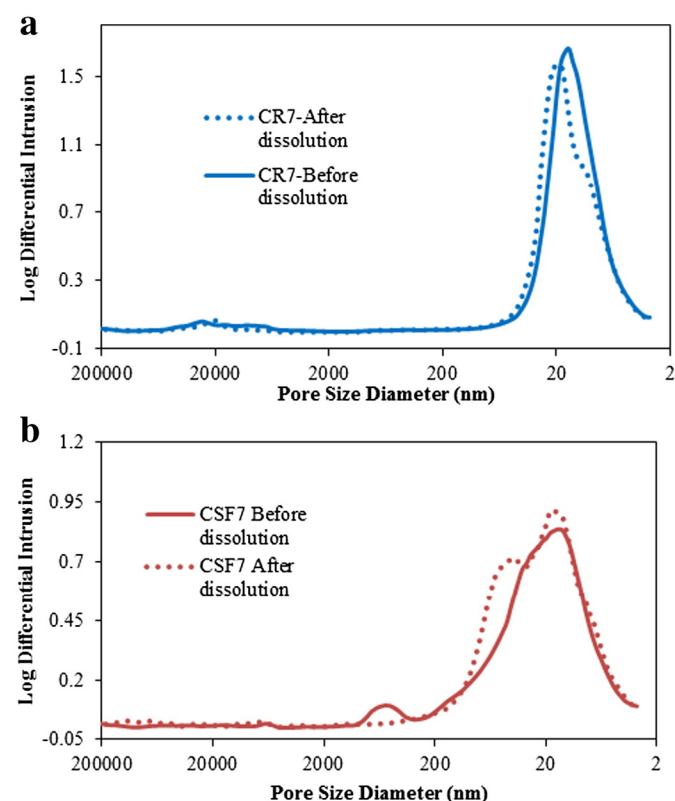 a
1.5
1.1
0.7
0.3
-0.1
Log Differential Intrusion
CR7-After
dissolution
CR7-Before
dissolution
200000 20000 2000 200 20 2
Pore Size Diameter (nm)
b
1.2
0.95
0.7
0.45
0.2
-0.05
Log Differential Intrusion
CSF7 Before
dissolution
CSF7 After
dissolution
200000 20000 2000 200 20 2
Pore Size Diameter (nm)